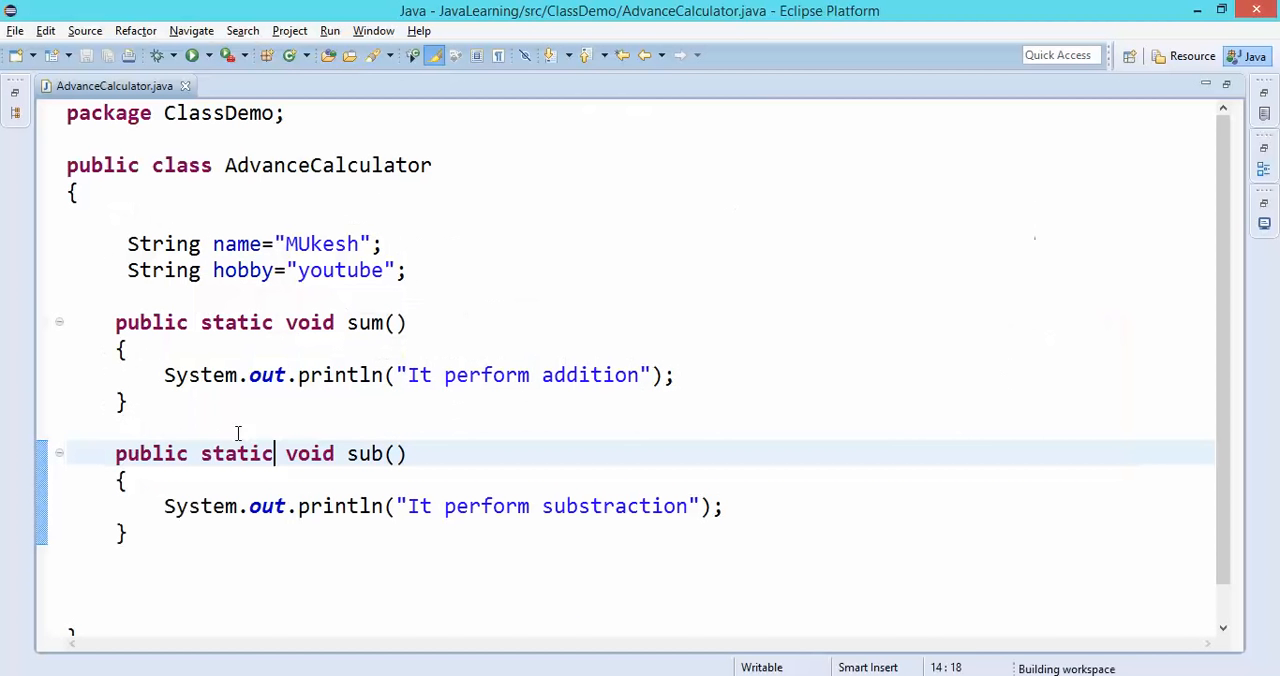 Java - JavaLearning/src/ClassDemo/AdvanceCalculator.java - Eclipse Platform
File Edit Source Refactor Navigate Search Project Run Window Help
Quick Access Resource Java
AdvanceCalculator.java
package ClassDemo;
public class AdvanceCalculator
{
String name="MUkesh";
String hobby="youtube";
public static void sum()
{
System.out.println("It perform addition");
}
public static void sub()
{
System.out.println("It perform substraction");
}
}
Writable Smart Insert 14 : 18 Building workspace